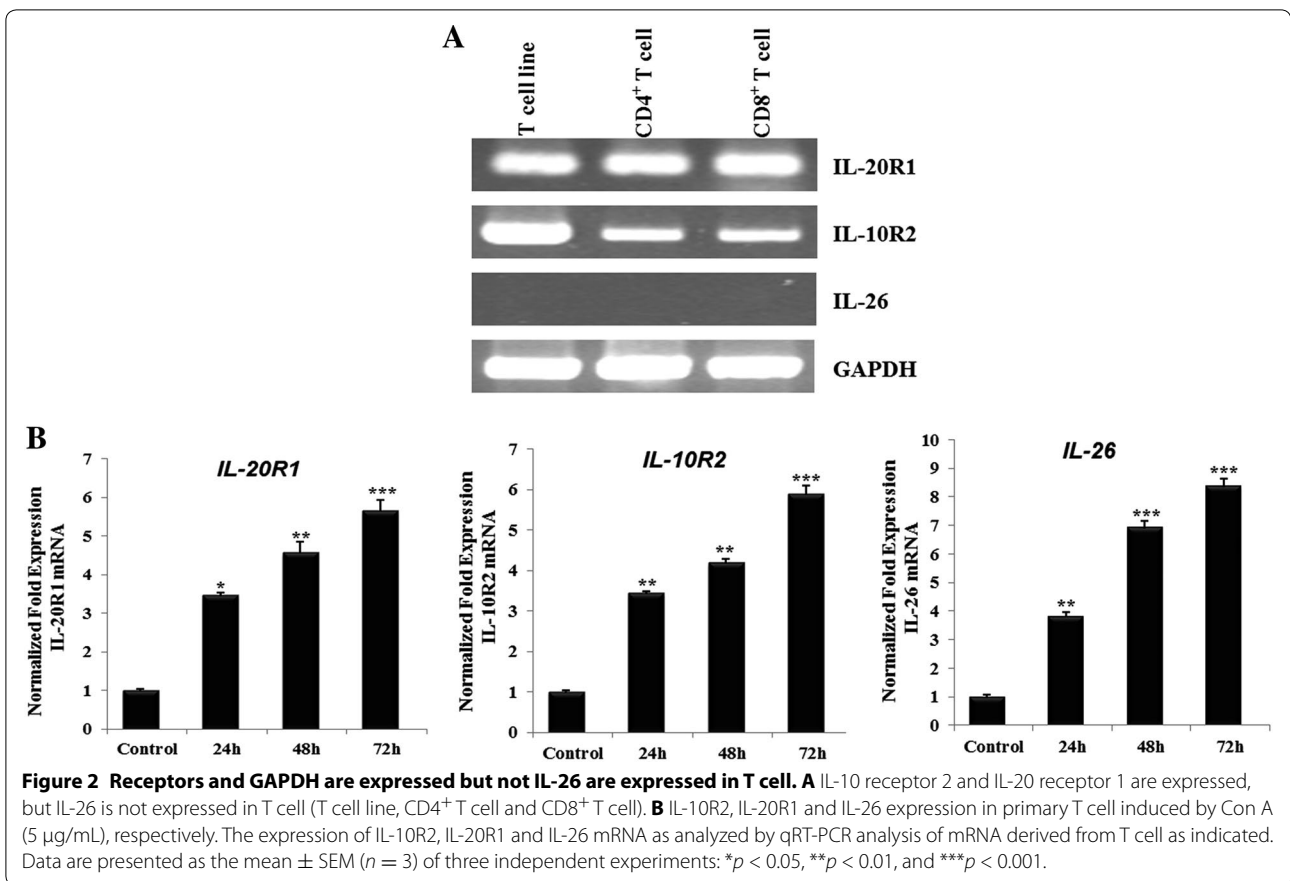 A
T cell line
CD4+ T cell
CD8+ T cell
IL-20R1
IL-10R2
IL-26
GAPDH
B
IL-20R1
Normalized Fold Expression
IL-20R1 mRNA
7
6
5
4
3
2
1
0
*
**
***
Control 24h 48h 72h
IL-10R2
Normalized Fold Expression
IL-10R2 mRNA
7
6
5
4
3
2
1
0
**
**
***
Control 24h 48h 72h
IL-26
Normalized Fold Expression
IL-26 mRNA
10
9
8
7
6
5
4
3
2
1
0
**
***
***
Control 24h 48h 72h
Figure 2 Receptors and GAPDH are expressed but not IL-26 are expressed in T cell. A IL-10 receptor 2 and IL-20 receptor 1 are expressed,
but IL-26 is not expressed in T cell (T cell line, CD4+ T cell and CD8+ T cell). B IL-10R2, IL-20R1 and IL-26 expression in primary T cell induced by Con A
(5 µg/mL), respectively. The expression of IL-10R2, IL-20R1 and IL-26 mRNA as analyzed by qRT-PCR analysis of mRNA derived from T cell as indicated.
Data are presented as the mean ± SEM (n = 3) of three independent experiments: *p < 0.05, **p < 0.01, and ***p < 0.001.